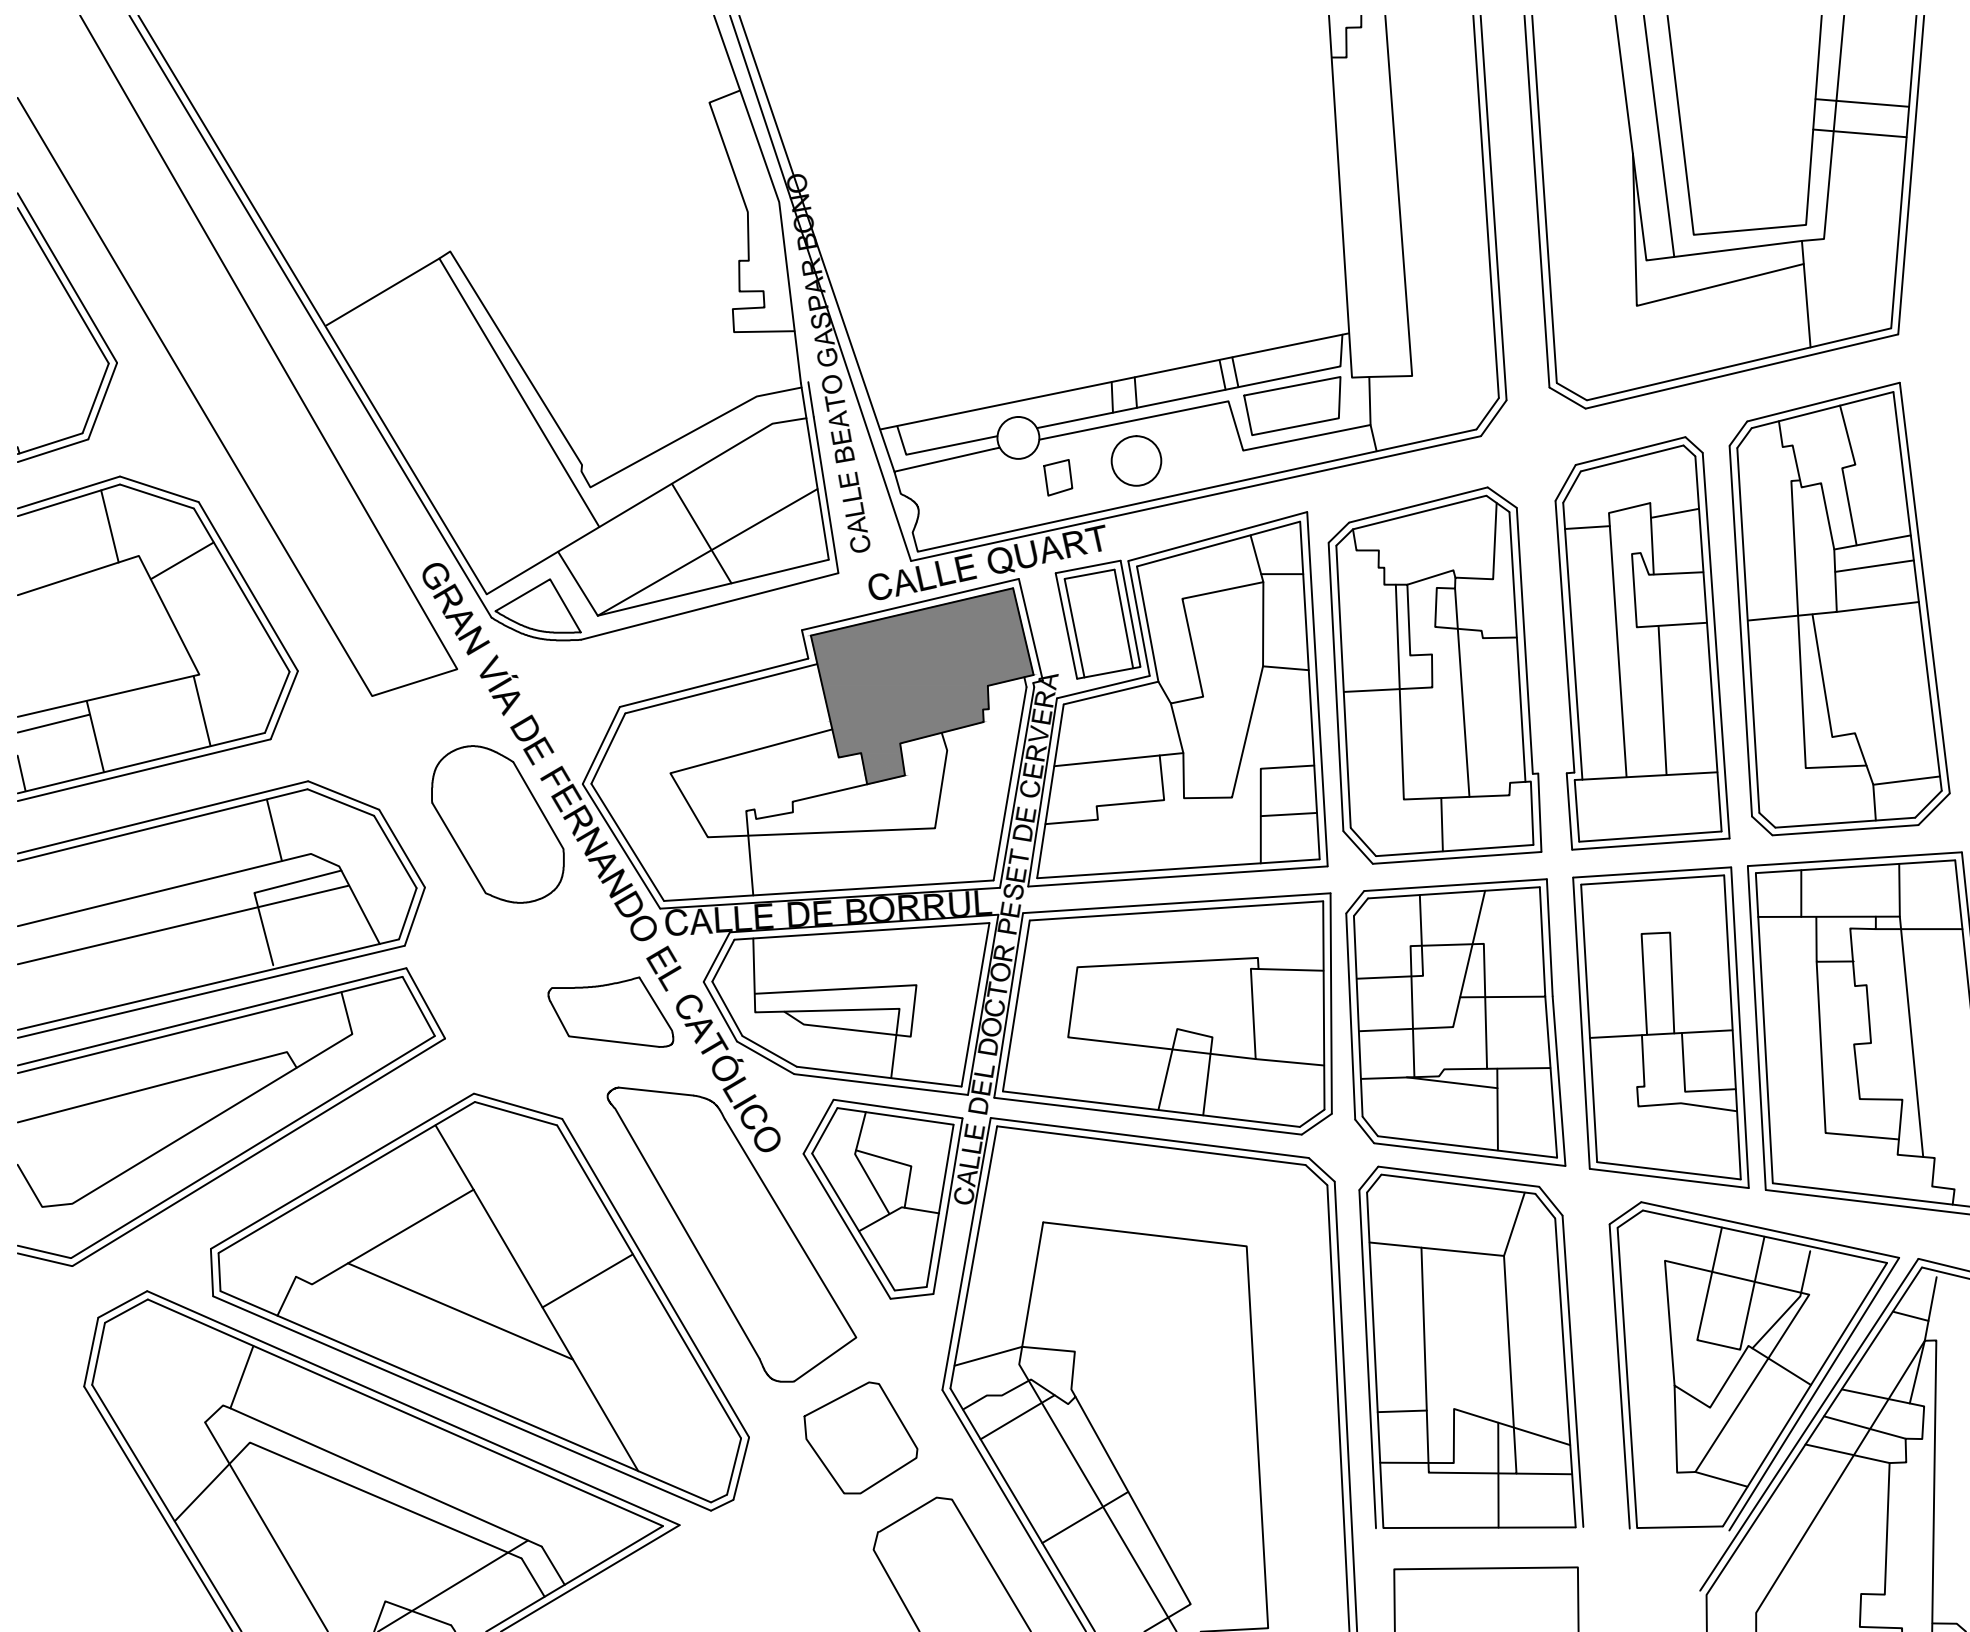 CALLE BEATO GASPAR BONO
CALLE QUART
GRAN VÍA DE FERNANDO EL CATÓLICO
CALLE DE BORRUL
CALLE DEL DOCTOR PESET DE CERVERA